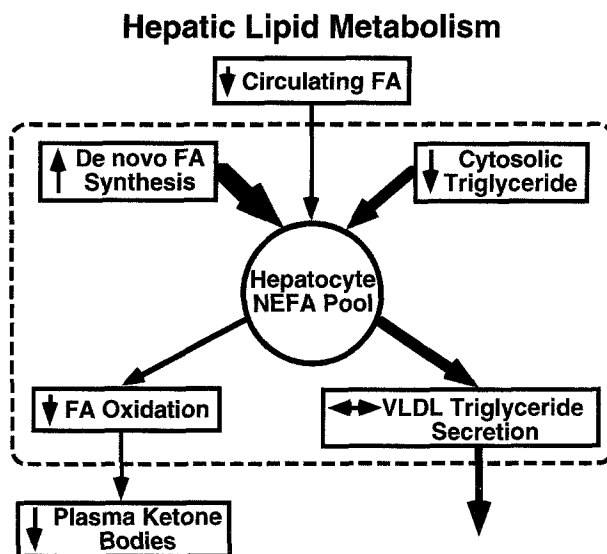 Hepatic Lipid Metabolism
Circulating FA
De novo FA
Synthesis
Cytosolic
Triglyceride
Hepatocyte
NEFA Pool
FA Oxidation
VLDL Triglyceride
Secretion
Plasma Ketone
Bodies